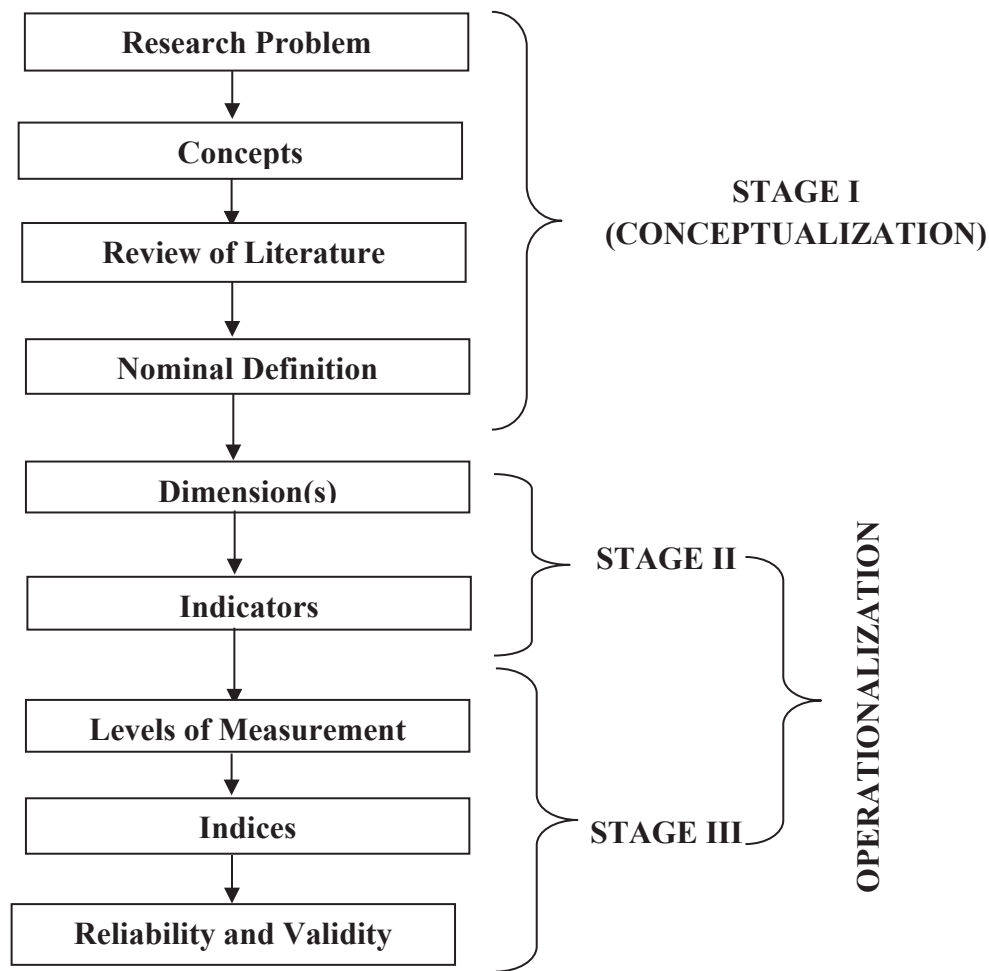 Research Problem
Concepts
Review of Literature
Nominal Definition
STAGE I
(CONCEPTUALIZATION)
Dimension(s)
Indicators
STAGE II
Levels of Measurement
Indices
Reliability and Validity
STAGE III
OPERATIONALIZATION